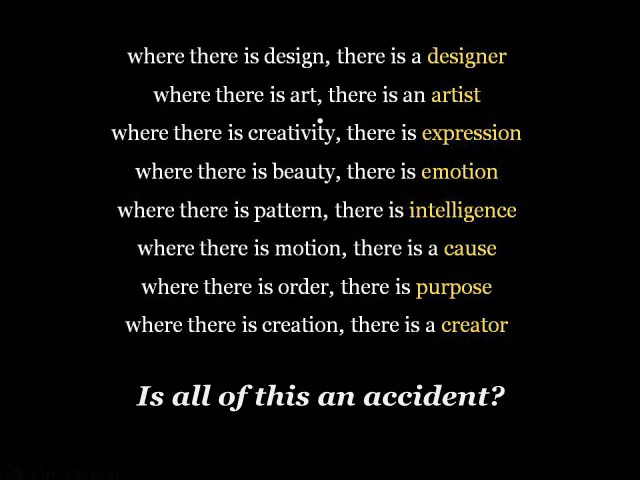 where there is design, there is a designer
where there is art, there is an artist
where there is creativity, there is expression
where there is beauty, there is emotion
where there is pattern, there is intelligence
where there is motion, there is a cause
where there is order, there is purpose
where there is creation, there is a creator
Is all of this an accident?